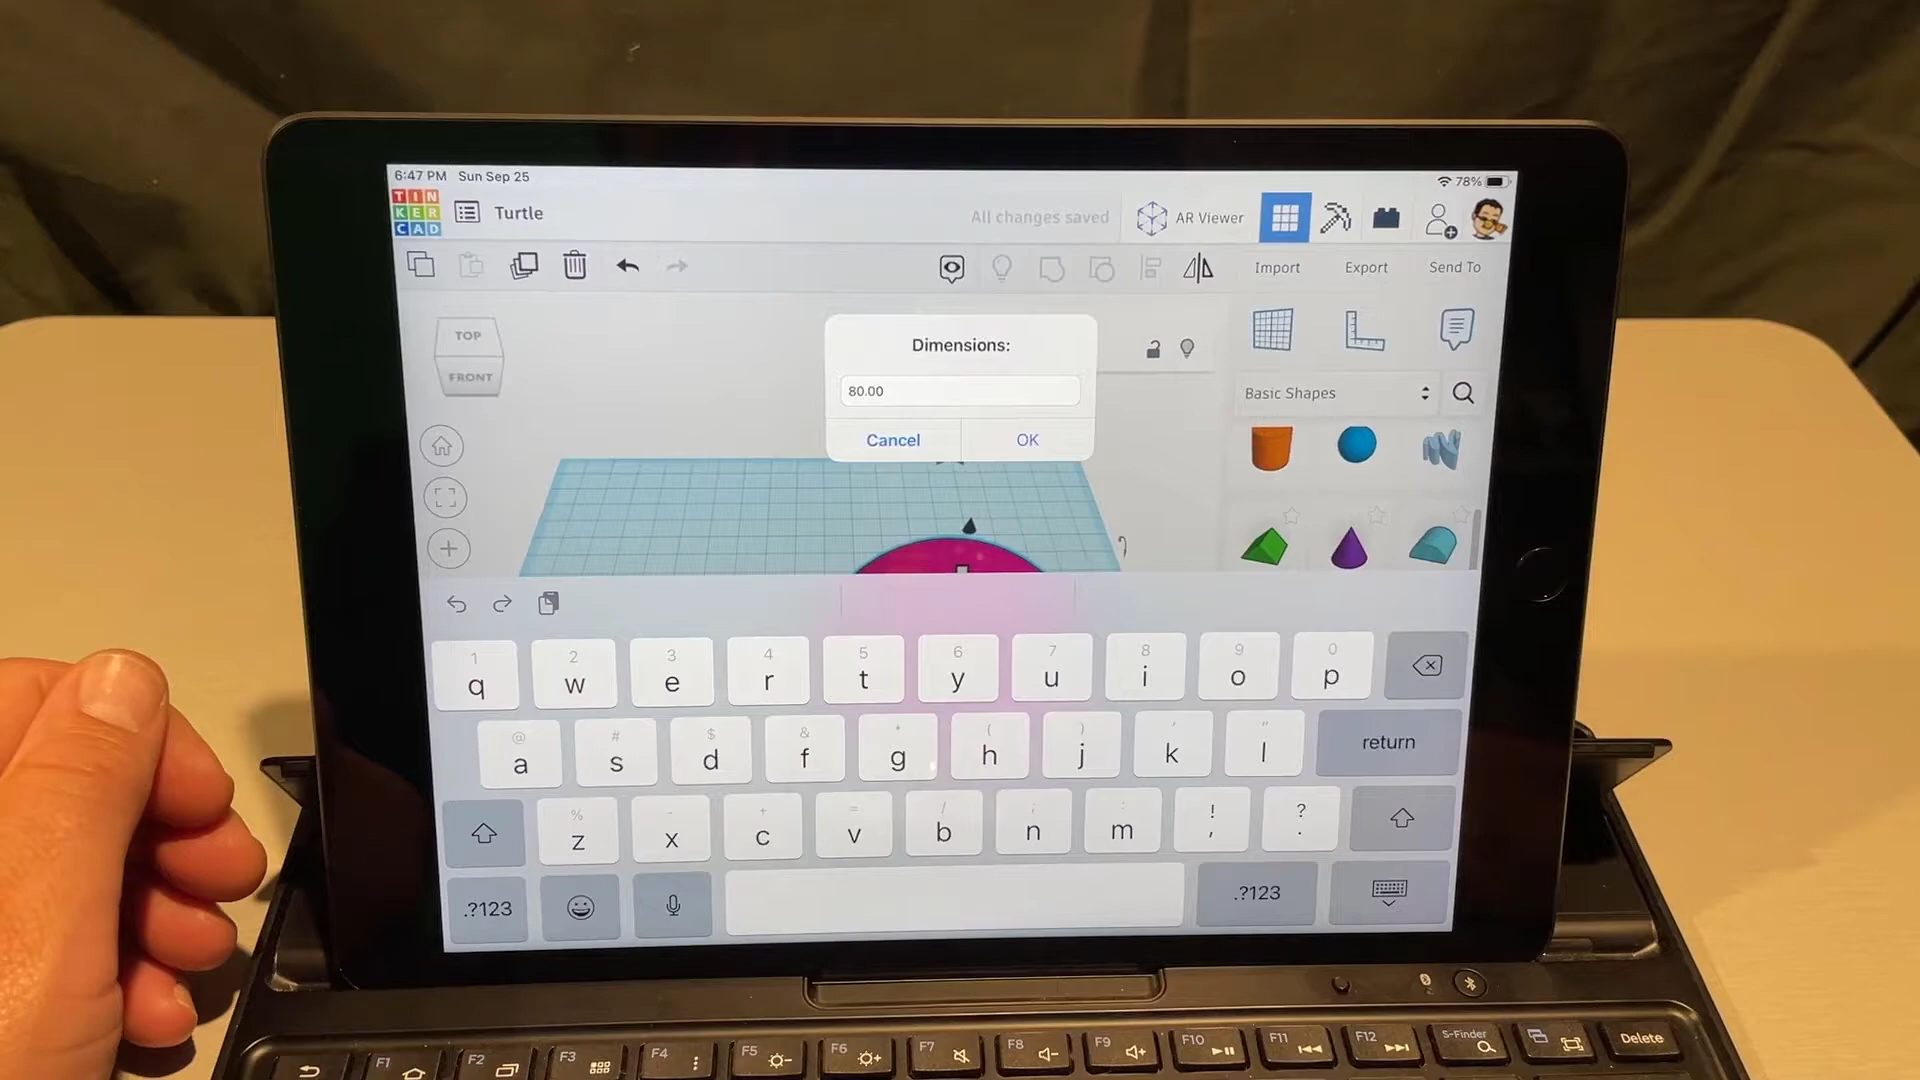 6:47 PM Sun Sep 25
78%
TIN
KER
CAD
Turtle
All changes saved
AR Viewer
Import
Export
Send To
TOP
FRONT
Dimensions:
80.00
Cancel
OK
Basic Shapes
1 2 3 4 5 6 7 8 9 0
q w e r t y u i o p
@ # $ & * ( ) ' "
a s d f g h j k l
return
% - + = / ; : ! ?
z x c v b n m , .
.?123
.?123
F1 F2 F3 F4 F5 F6 F7 F8 F9 F10 F11 F12 S-Finder Delete